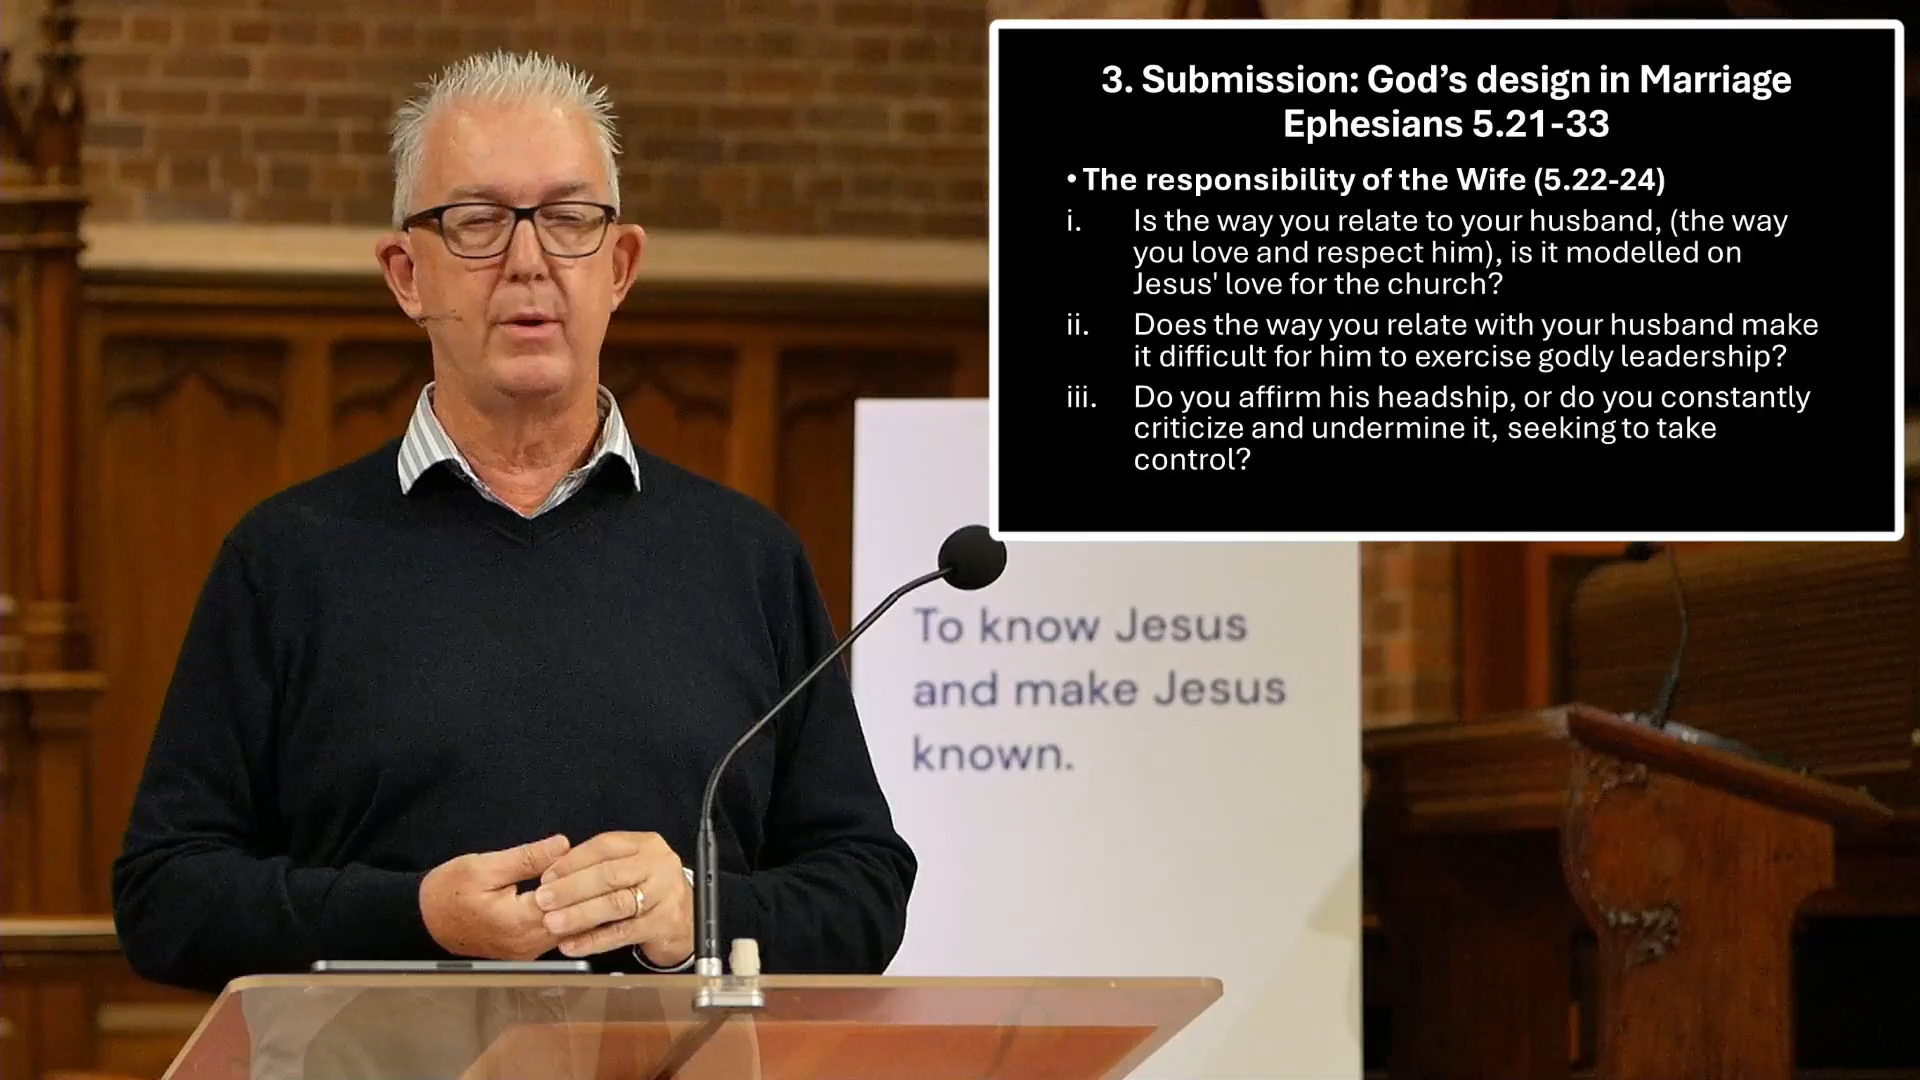 3. Submission: God’s design in Marriage
Ephesians 5.21-33
• The responsibility of the Wife (5.22-24)
i. Is the way you relate to your husband, (the way
you love and respect him), is it modelled on
Jesus' love for the church?
ii. Does the way you relate with your husband make
it difficult for him to exercise godly leadership?
iii. Do you affirm his headship, or do you constantly
criticize and undermine it, seeking to take
control?
To know Jesus
and make Jesus
known.